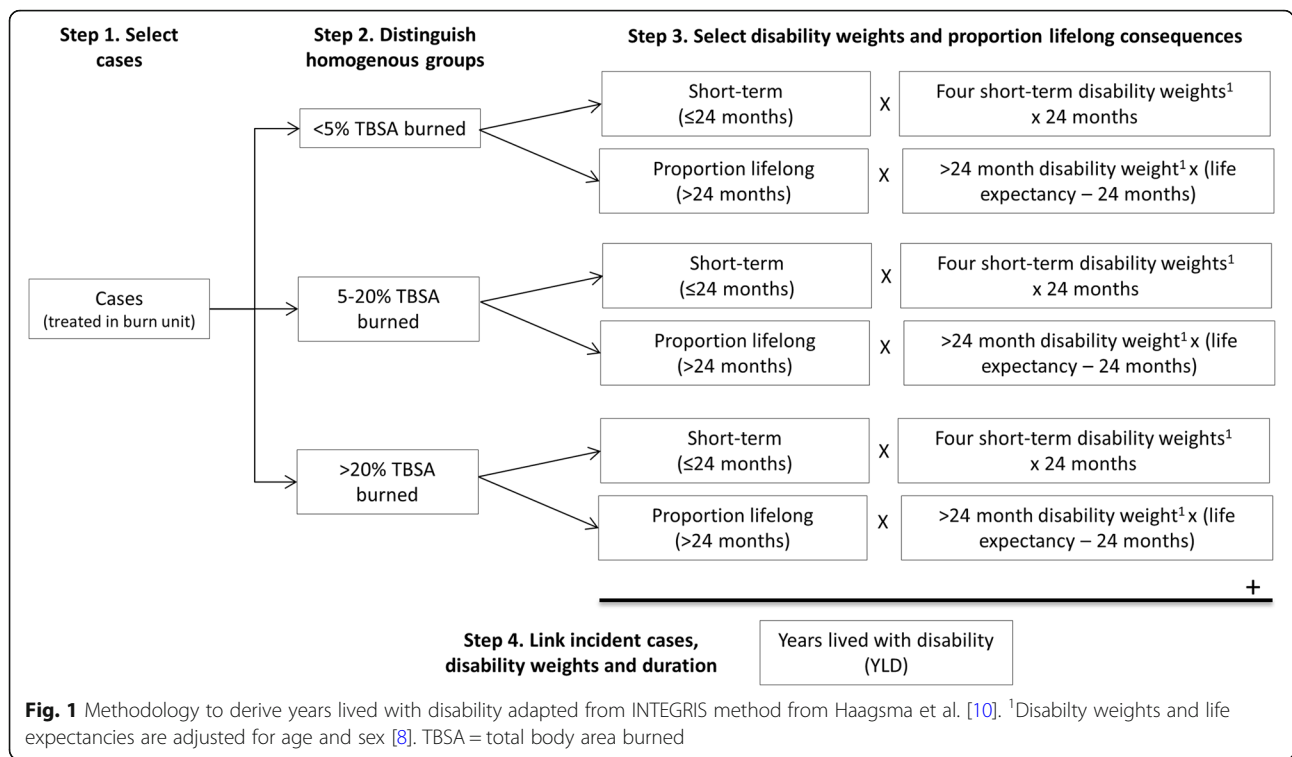 Step 1. Select
cases
Step 2. Distinguish
homogenous groups
Step 3. Select disability weights and proportion lifelong consequences
Cases
(treated in burn unit)
<5% TBSA burned
Short-term
(≤24 months)
X
Four short-term disability weights¹
x 24 months
Proportion lifelong
(>24 months)
X
>24 month disability weight¹ x (life
expectancy – 24 months)
5-20% TBSA
burned
Short-term
(≤24 months)
X
Four short-term disability weights¹
x 24 months
Proportion lifelong
(>24 months)
X
>24 month disability weight¹ x (life
expectancy – 24 months)
>20% TBSA
burned
Short-term
(≤24 months)
X
Four short-term disability weights¹
x 24 months
Proportion lifelong
(>24 months)
X
>24 month disability weight¹ x (life
expectancy – 24 months)
+
Step 4. Link incident cases,
disability weights and duration
Years lived with disability
(YLD)
Fig. 1 Methodology to derive years lived with disability adapted from INTEGRIS method from Haagsma et al. [10]. ¹Disabilty weights and life
expectancies are adjusted for age and sex [8]. TBSA = total body area burned